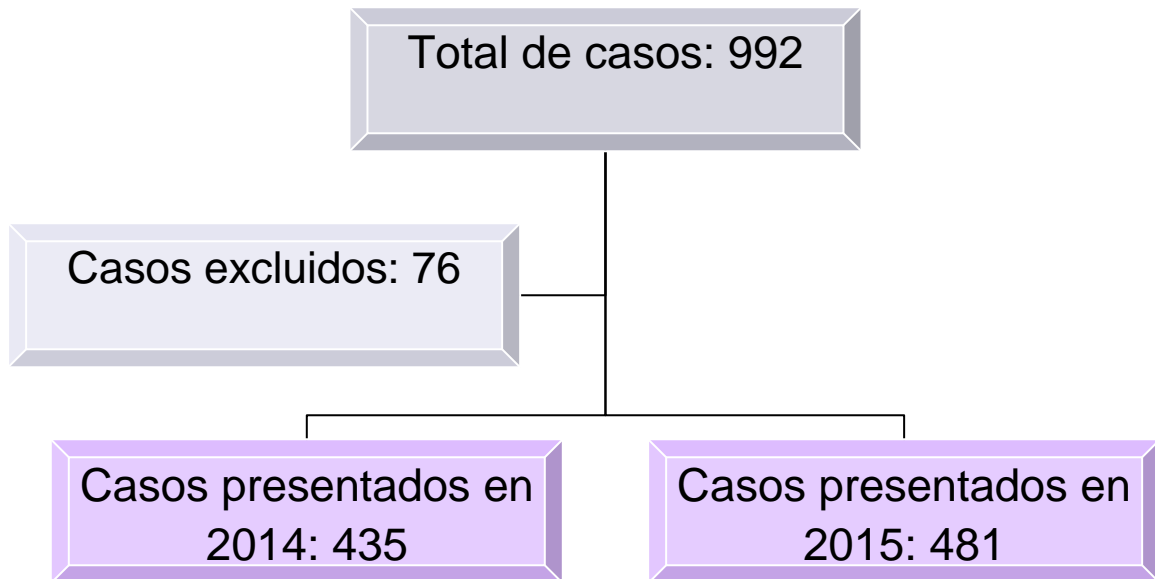 Total de casos: 992
Casos excluidos: 76
Casos presentados en
2014: 435
Casos presentados en
2015: 481